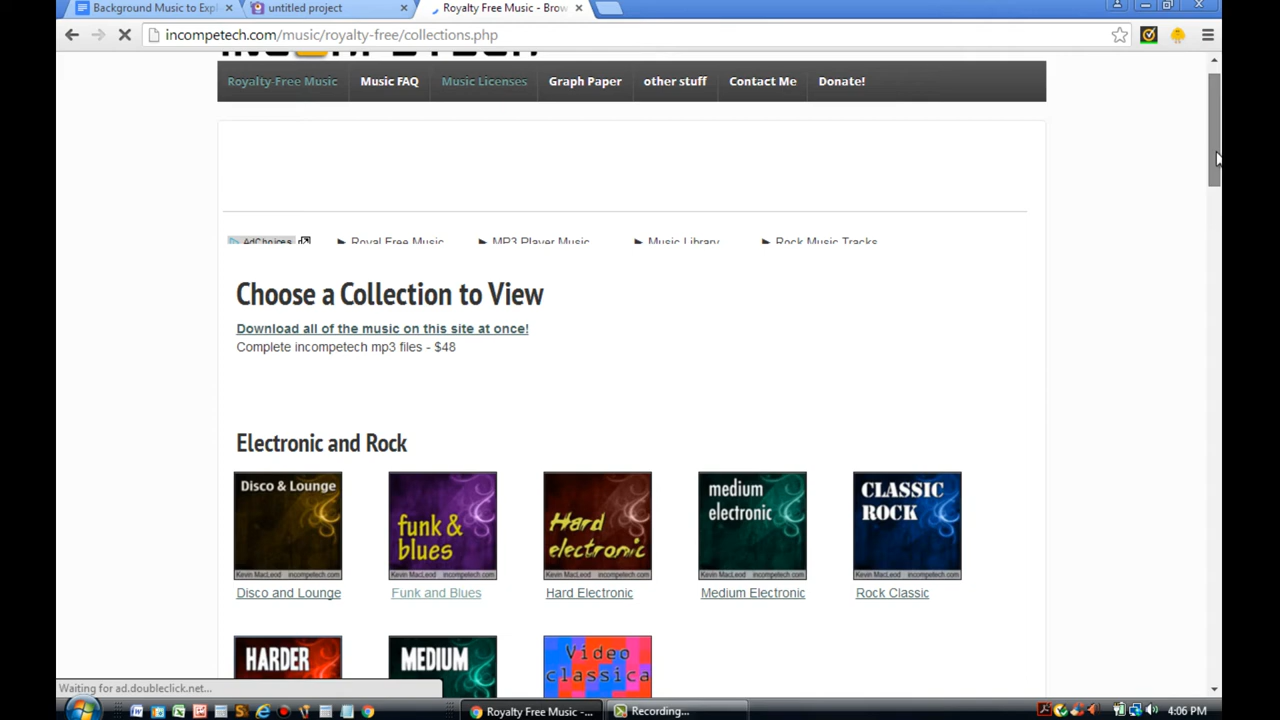 Background Music to Exp
untitled project
Royalty Free Music - Brow
incompetech.com/music/royalty-free/collections.php
Royalty-Free Music Music FAQ Music Licenses Graph Paper other stuff Contact Me Donate!
AdChoices Royal Free Music MP3 Player Music Music Library Rock Music Tracks
Choose a Collection to View
Download all of the music on this site at once!
Complete incompetech mp3 files - $48
Electronic and Rock
Disco & Lounge
Kevin MacLeod incompetech.com
funk &
blues
Kevin MacLeod incompetech.com
Hard
electronic
Kevin MacLeod incompetech.com
medium
electronic
Kevin MacLeod incompetech.com
CLASSIC
ROCK
Kevin MacLeod incompetech.com
Disco and Lounge Funk and Blues Hard Electronic Medium Electronic Rock Classic
HARDER
MEDIUM
Video
classica
Waiting for ad.doubleclick.net...
Royalty Free Music -...
Recording...
4:06 PM